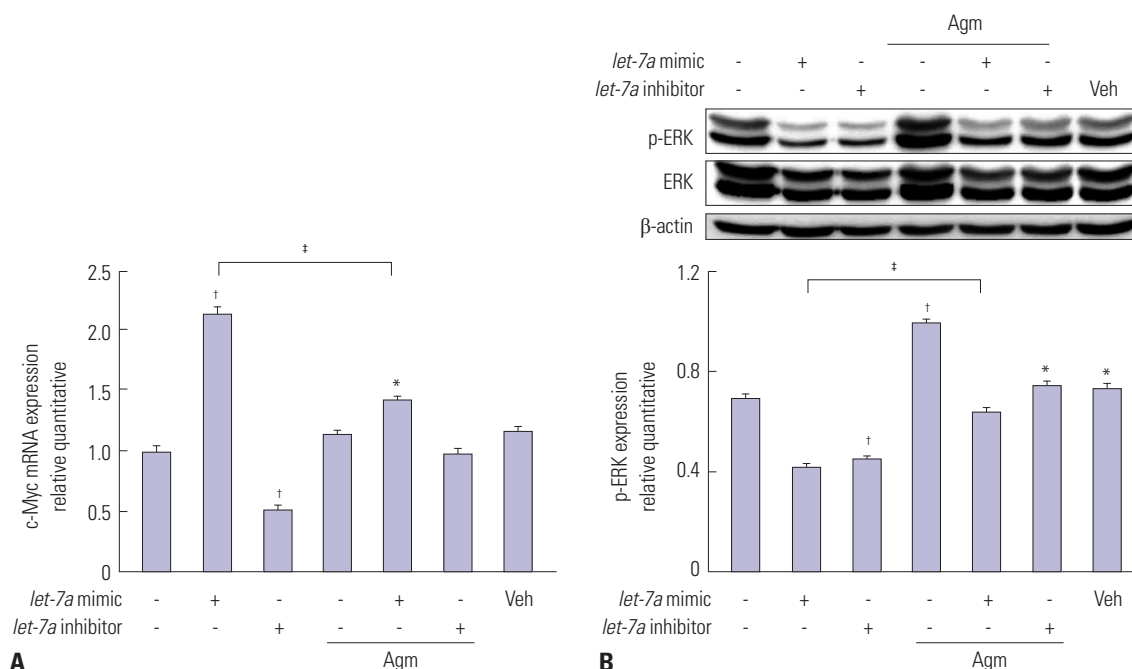 Agm
let-7a mimic - + - - + -
let-7a inhibitor - - + - - + Veh
p-ERK
ERK
β-actin
‡
2.5
2.0
1.5
1.0
0.5
0
c-Myc mRNA expression
relative quantitative
†
†
*
let-7a mimic - + - - + - Veh
let-7a inhibitor - - + - - +
Agm
A
‡
1.2
0.8
0.4
0
p-ERK expression
relative quantitative
†
†
*
*
let-7a mimic - + - - + - Veh
let-7a inhibitor - - + - - +
Agm
B